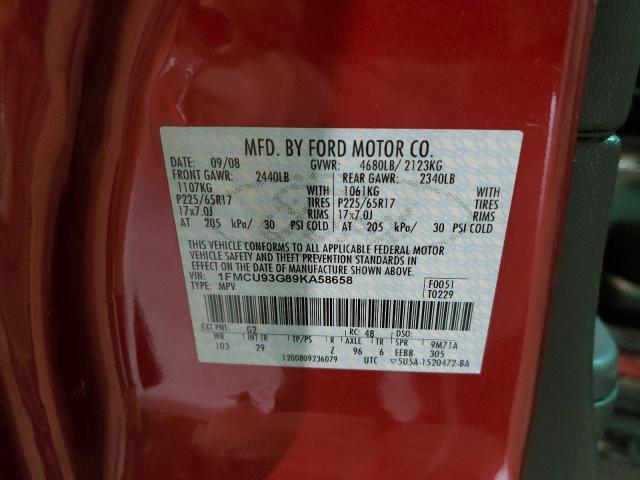 MFD. BY FORD MOTOR CO.
DATE: 09/08 GVWR: 4680LB/ 2123KG
FRONT GAWR: 2440LB REAR GAWR: 2340LB
1107KG WITH 1061KG WITH
P225/65R17 TIRES P225/65R17 TIRES
17x7.0J RIMS 17x7.0J RIMS
AT 205 kPa/ 30 PSI COLD AT 205 kPa/ 30 PSI COLD
THIS VEHICLE CONFORMS TO ALL APPLICABLE FEDERAL MOTOR
VEHICLE SAFETY AND THEFT PREVENTION STANDARDS IN
EFFECT ON THE DATE OF MANUFACTURE SHOWN ABOVE.
VIN: 1FMCU93G89KA58658 F0051
TYPE: MPV T0229
EXT PNT: G2 RC: 48 DSO:
WB INT TR TP/PS R AXLE TR SPR 9M71A
103 29 Z 96 6 EEBB 305
1200809236079 UTC ▽5U5A-1520472-BA